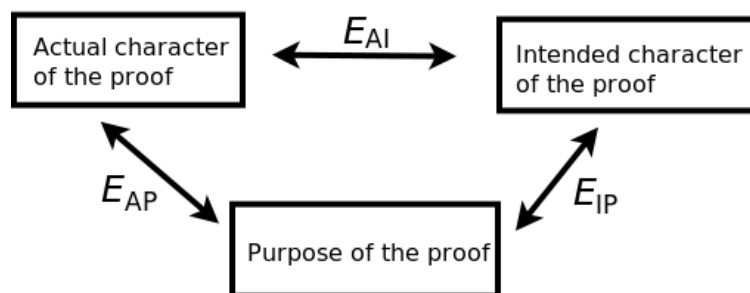 Actual character
of the proof
E_AI
Intended character
of the proof
E_AP
E_IP
Purpose of the proof